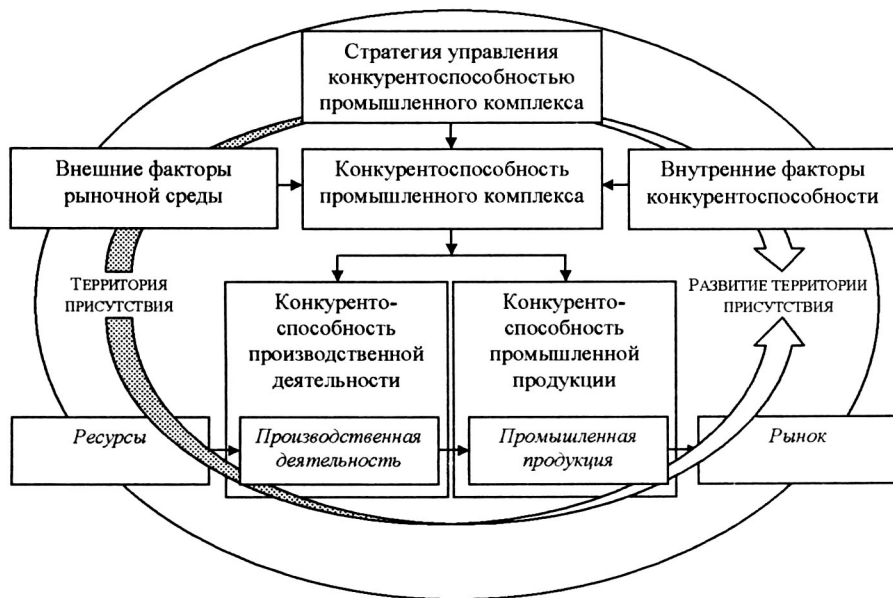 Стратегия управления
конкурентоспособностью
промышленного комплекса
Внешние факторы
рыночной среды
Конкурентоспособность
промышленного комплекса
Внутренние факторы
конкурентоспособности
ТЕРРИТОРИЯ
ПРИСУТСТВИЯ
РАЗВИТИЕ ТЕРРИТОРИИ
ПРИСУТСТВИЯ
Конкуренто-
способность
производственной
деятельности
Конкуренто-
способность
промышленной
продукции
Ресурсы
Производственная
деятельность
Промышленная
продукция
Рынок